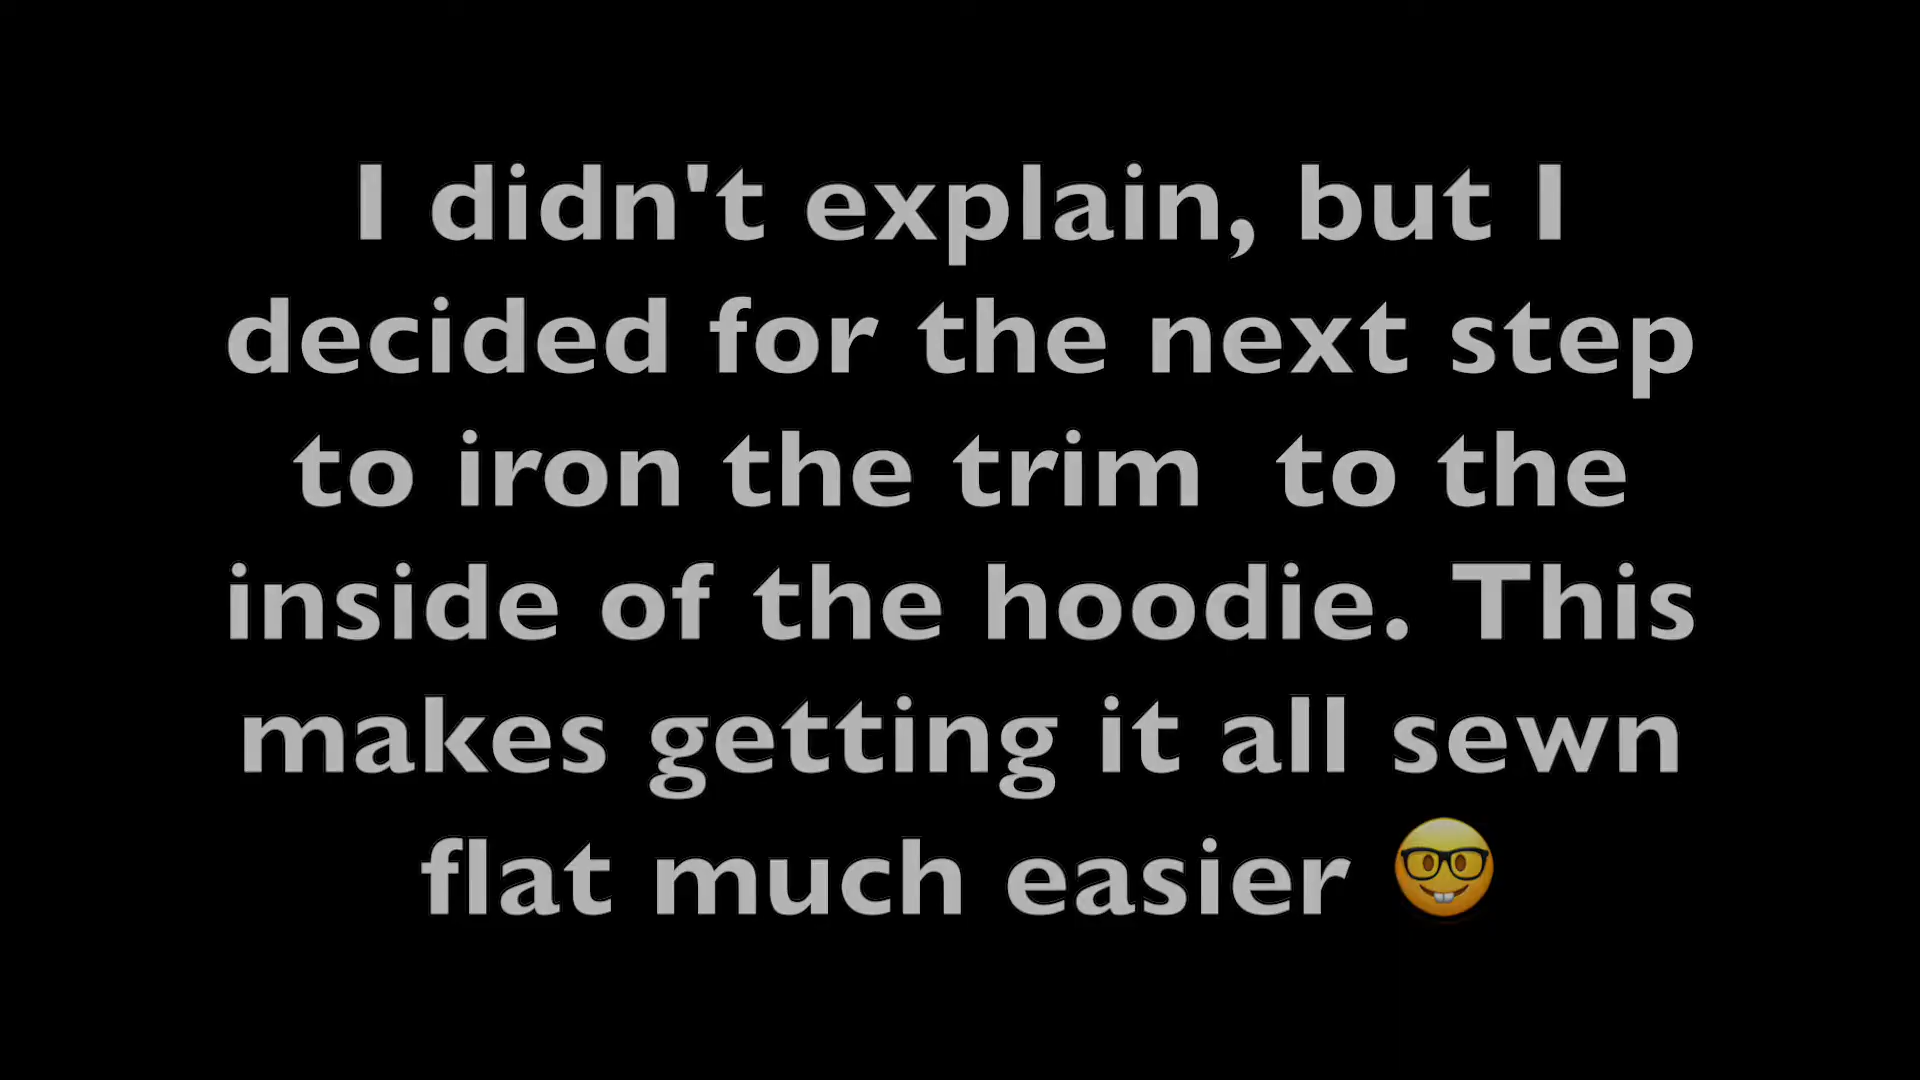 I didn't explain, but I
decided for the next step
to iron the trim  to the
inside of the hoodie. This
makes getting it all sewn
flat much easier 🤓